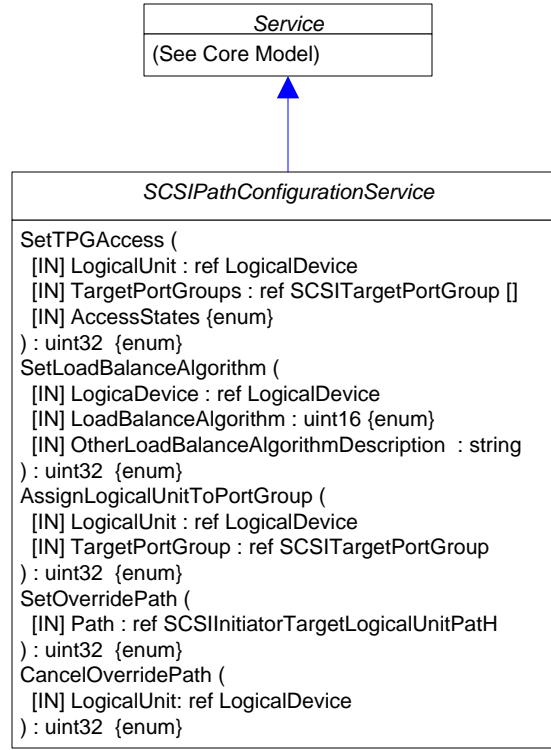 Service
(See Core Model)
SCSIPathConfigurationService
SetTPGAccess (
[IN] LogicalUnit : ref LogicalDevice
[IN] TargetPortGroups : ref SCSITargetPortGroup []
[IN] AccessStates {enum}
) : uint32 {enum}
SetLoadBalanceAlgorithm (
[IN] LogicaDevice : ref LogicalDevice
[IN] LoadBalanceAlgorithm : uint16 {enum}
[IN] OtherLoadBalanceAlgorithmDescription : string
) : uint32 {enum}
AssignLogicalUnitToPortGroup (
[IN] LogicalUnit : ref LogicalDevice
[IN] TargetPortGroup : ref SCSITargetPortGroup
) : uint32 {enum}
SetOverridePath (
[IN] Path : ref SCSIInitiatorTargetLogicalUnitPatH
) : uint32 {enum}
CancelOverridePath (
[IN] LogicalUnit: ref LogicalDevice
) : uint32 {enum}